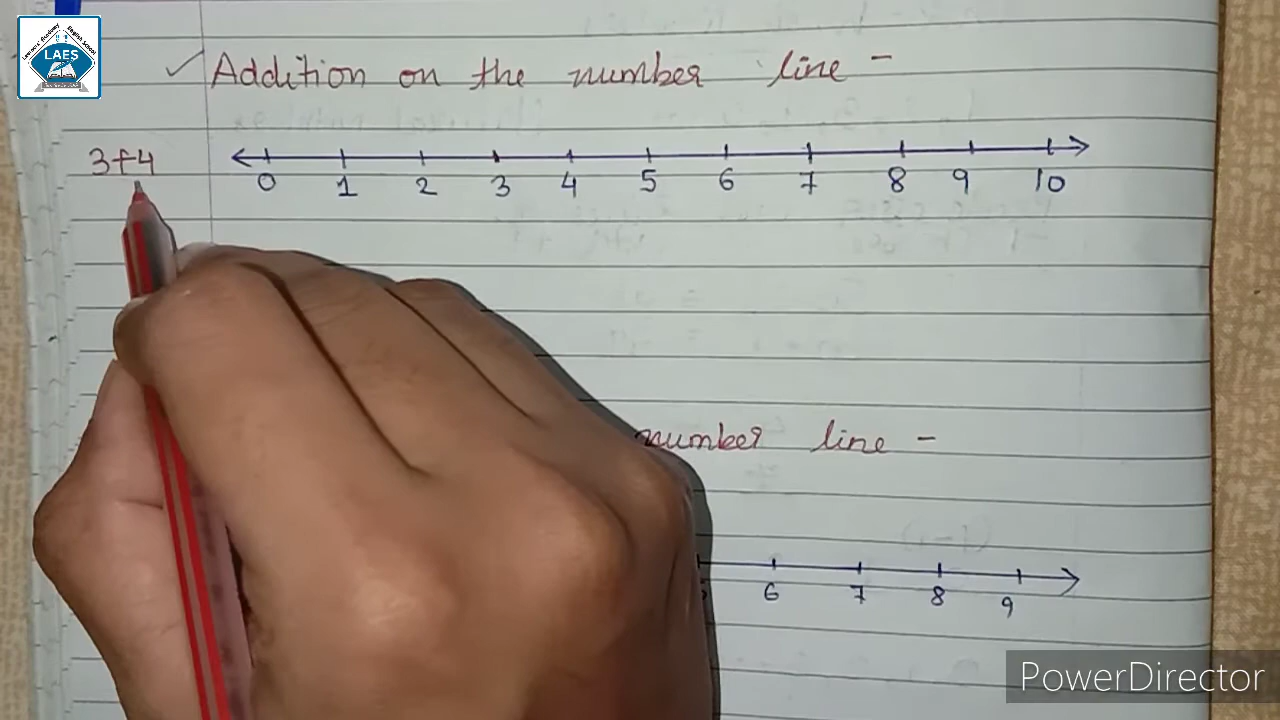 LAES
✓ Addition on the number line -
3+4
0 1 2 3 4 5 6 7 8 9 10
number line -
6 7 8 9
PowerDirector